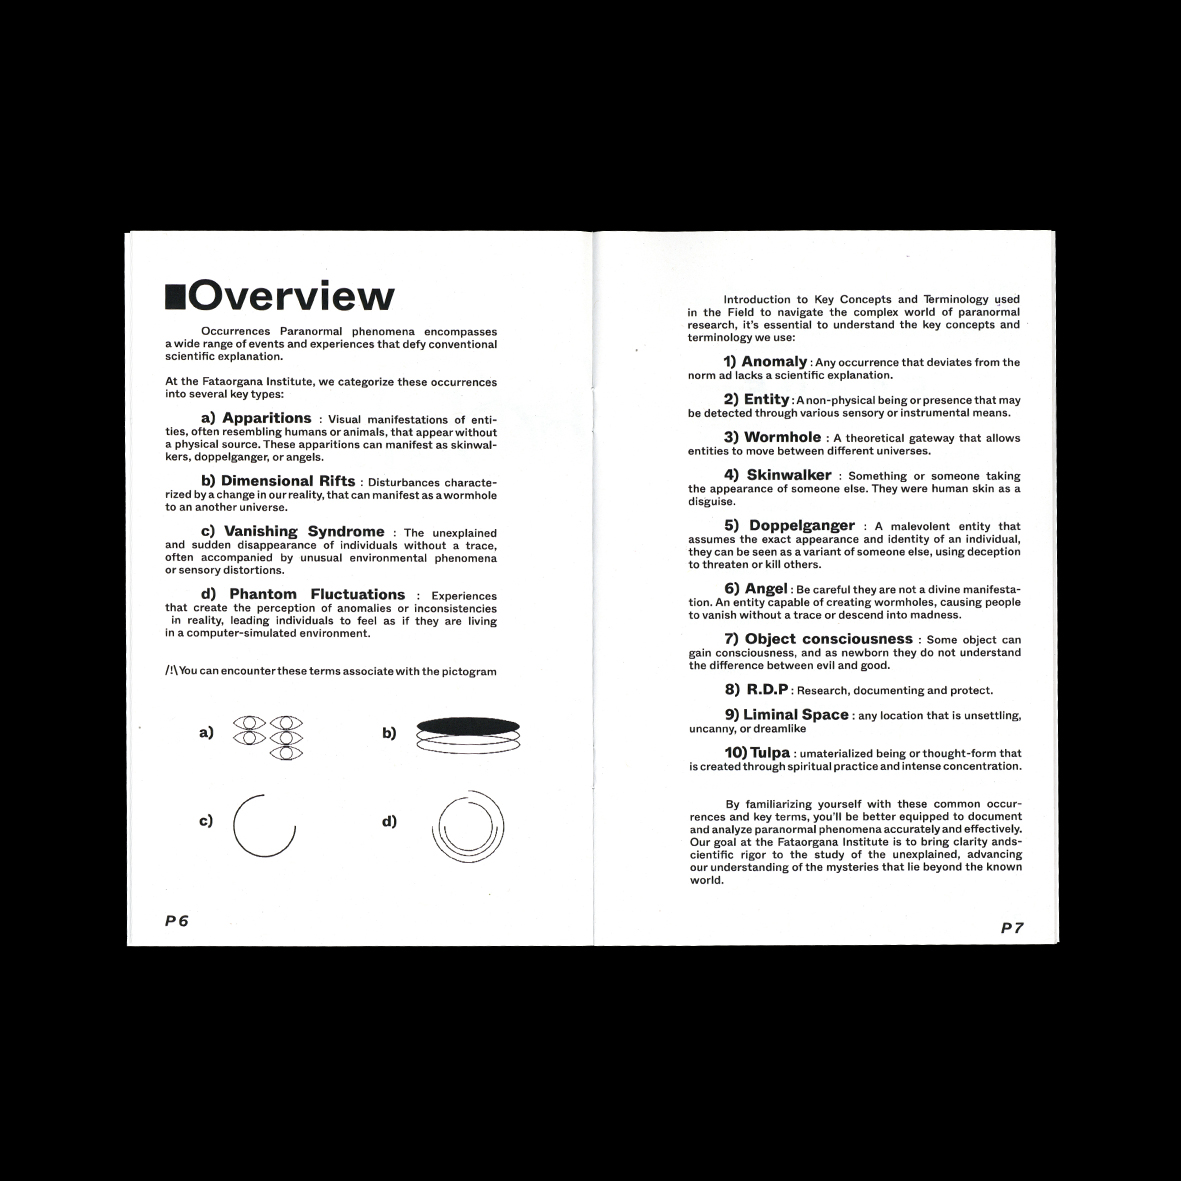 ■Overview
Occurrences Paranormal phenomena encompasses
a wide range of events and experiences that defy conventional
scientific explanation.
At the Fataorgana Institute, we categorize these occurrences
into several key types:
a) Apparitions : Visual manifestations of enti-
ties, often resembling humans or animals, that appear without
a physical source. These apparitions can manifest as skinwal-
kers, doppelganger, or angels.
b) Dimensional Rifts : Disturbances characte-
rized by a change in our reality, that can manifest as a wormhole
to an another universe.
c) Vanishing Syndrome : The unexplained
and sudden disappearance of individuals without a trace,
often accompanied by unusual environmental phenomena
or sensory distortions.
d) Phantom Fluctuations : Experiences
that create the perception of anomalies or inconsistencies
in reality, leading individuals to feel as if they are living
in a computer-simulated environment.
/!\ You can encounter these terms associate with the pictogram
a)
b)
c)
d)
P 6
Introduction to Key Concepts and Terminology used
in the Field to navigate the complex world of paranormal
research, it's essential to understand the key concepts and
terminology we use:
1) Anomaly : Any occurrence that deviates from the
norm ad lacks a scientific explanation.
2) Entity : A non-physical being or presence that may
be detected through various sensory or instrumental means.
3) Wormhole : A theoretical gateway that allows
entities to move between different universes.
4) Skinwalker : Something or someone taking
the appearance of someone else. They were human skin as a
disguise.
5) Doppelganger : A malevolent entity that
assumes the exact appearance and identity of an individual,
they can be seen as a variant of someone else, using deception
to threaten or kill others.
6) Angel : Be careful they are not a divine manifesta-
tion. An entity capable of creating wormholes, causing people
to vanish without a trace or descend into madness.
7) Object consciousness : Some object can
gain consciousness, and as newborn they do not understand
the difference between evil and good.
8) R.D.P : Research, documenting and protect.
9) Liminal Space : any location that is unsettling,
uncanny, or dreamlike
10) Tulpa : umaterialized being or thought-form that
is created through spiritual practice and intense concentration.
By familiarizing yourself with these common occur-
rences and key terms, you'll be better equipped to document
and analyze paranormal phenomena accurately and effectively.
Our goal at the Fataorgana Institute is to bring clarity ands-
cientific rigor to the study of the unexplained, advancing
our understanding of the mysteries that lie beyond the known
world.
P 7